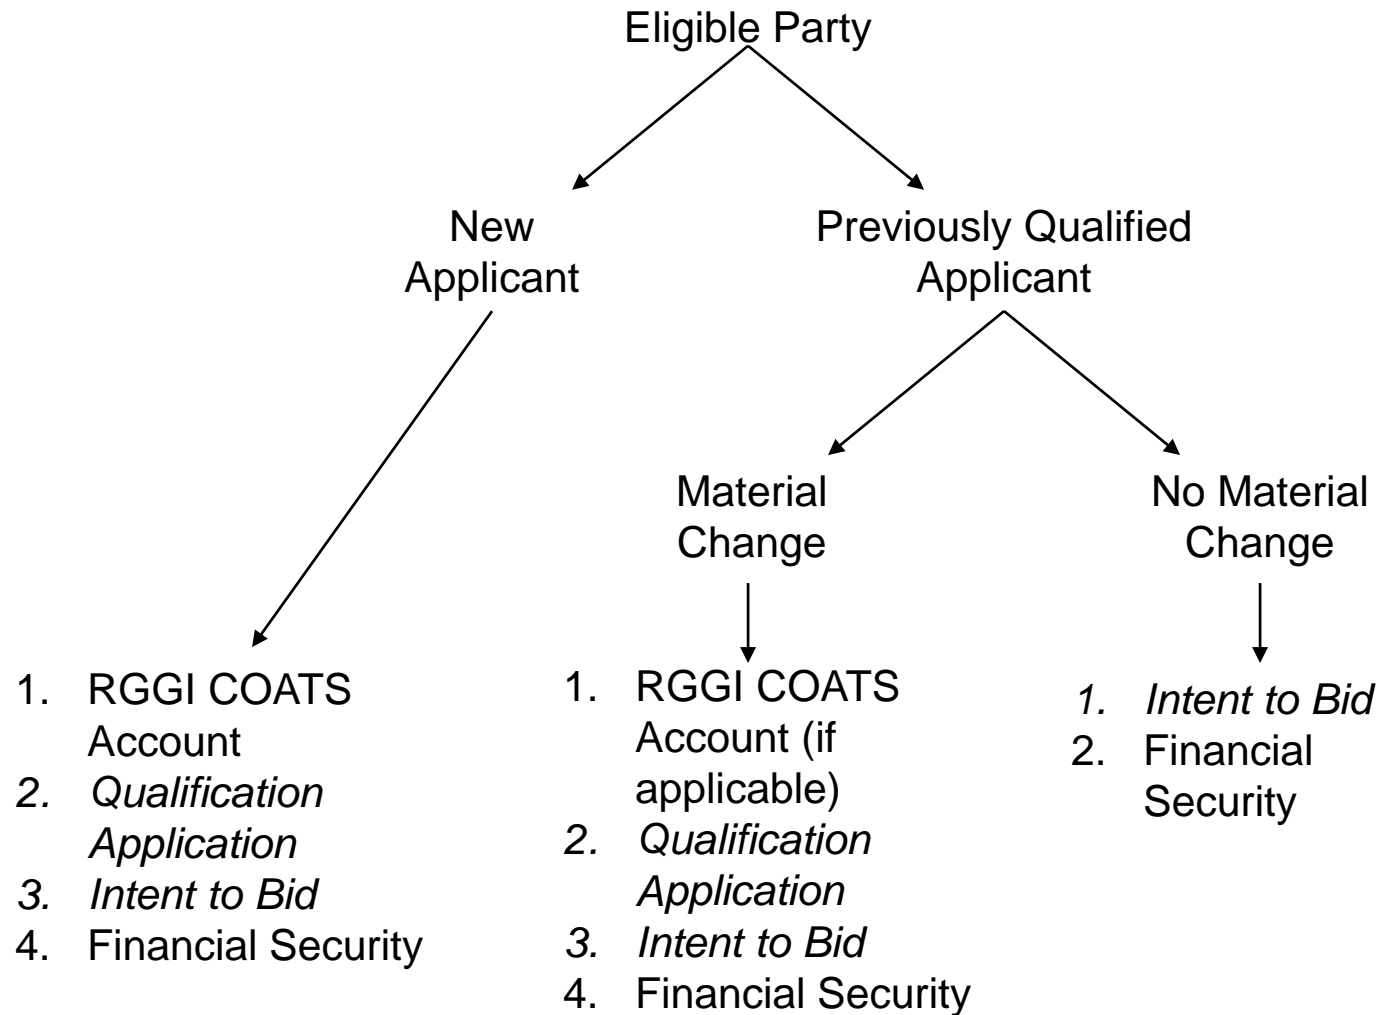 Eligible Party
New
Applicant
Previously Qualified
Applicant
Material
Change
No Material
Change
1. RGGI COATS
Account
2. Qualification
Application
3. Intent to Bid
4. Financial Security
1. RGGI COATS
Account (if
applicable)
2. Qualification
Application
3. Intent to Bid
4. Financial Security
1. Intent to Bid
2. Financial
Security